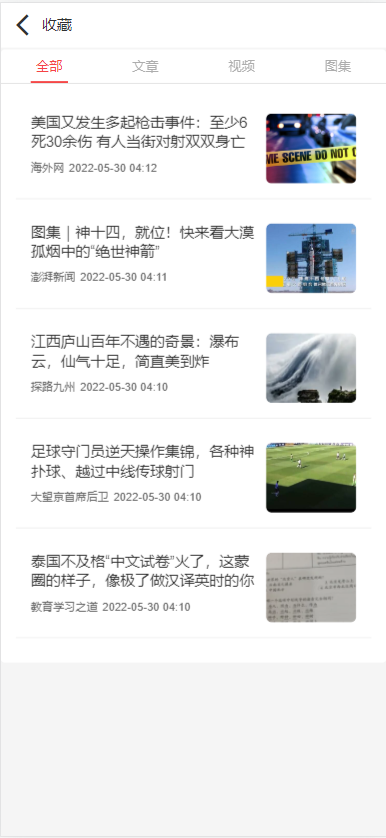 收藏
全部
文章
视频
图集
美国又发生多起枪击事件：至少6
死30余伤 有人当街对射双双身亡
海外网 2022-05-30 04:12
ME SCENE DO NOT C
图集｜神十四，就位！快来看大漠
孤烟中的“绝世神箭”
澎湃新闻 2022-05-30 04:11
江西庐山百年不遇的奇景：瀑布
云，仙气十足，简直美到炸
探路九州 2022-05-30 04:10
足球守门员逆天操作集锦，各种神
扑球、越过中线传球射门
大望京首席后卫 2022-05-30 04:10
泰国不及格“中文试卷”火了，这蒙
圈的样子，像极了做汉译英时的你
教育学习之道 2022-05-30 04:10